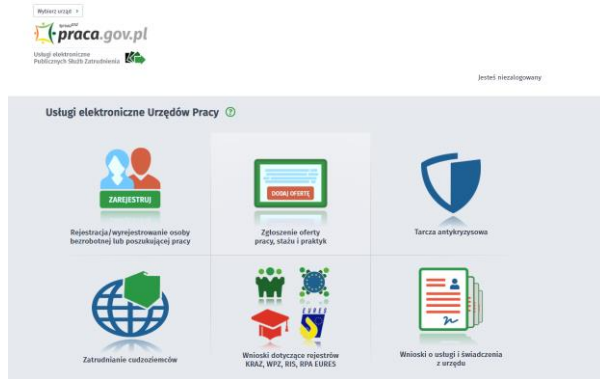 Wybierz urząd
praca.gov.pl
Usługi elektroniczne
Publicznych Służb Zatrudnienia
Jesteś niezalogowany
Usługi elektroniczne Urzędów Pracy ?
ZAREJESTRUJ
Rejestracja/wyrejestrowanie osoby
bezrobotnej lub poszukującej pracy
DODAJ OFERTĘ
Zgłoszenie oferty
pracy, stażu i praktyk
Tarcza antykryzysowa
Zatrudnianie cudzoziemców
Wnioski dotyczące rejestrów
KRAZ, WPZ, RIS, RPA EURES
Wnioski o usługi i świadczenia
z urzędu